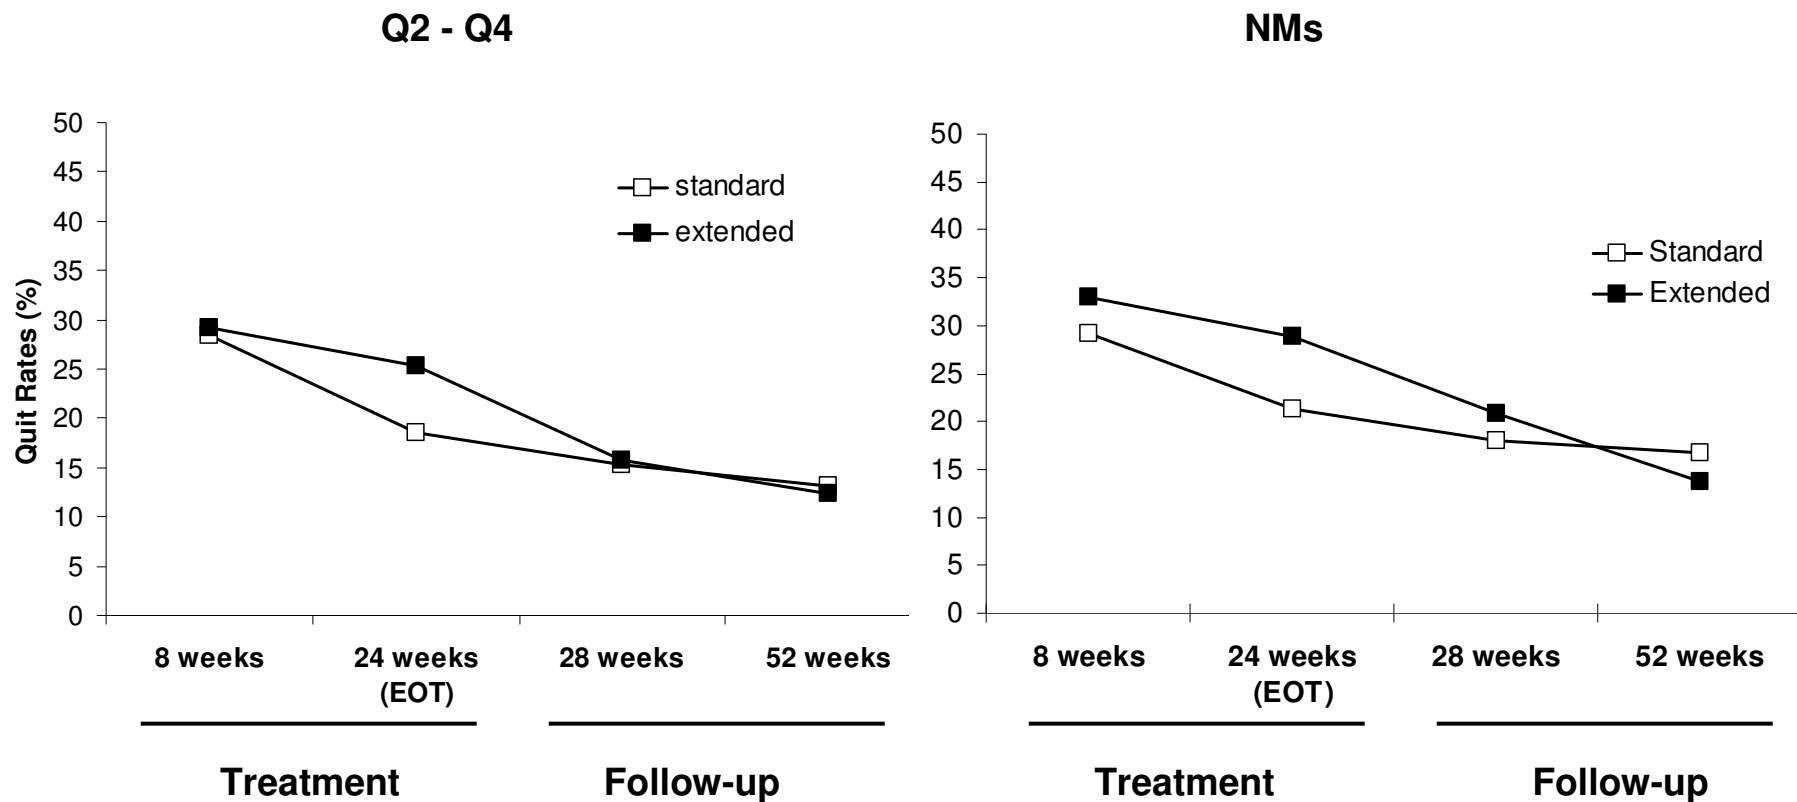 Q2 - Q4
50
45
40
35
30
25
20
15
10
5
0
Quit Rates (%)
standard
extended
8 weeks
24 weeks
(EOT)
28 weeks
52 weeks
Treatment
Follow-up
NMs
50
45
40
35
30
25
20
15
10
5
0
Standard
Extended
8 weeks
24 weeks
(EOT)
28 weeks
52 weeks
Treatment
Follow-up